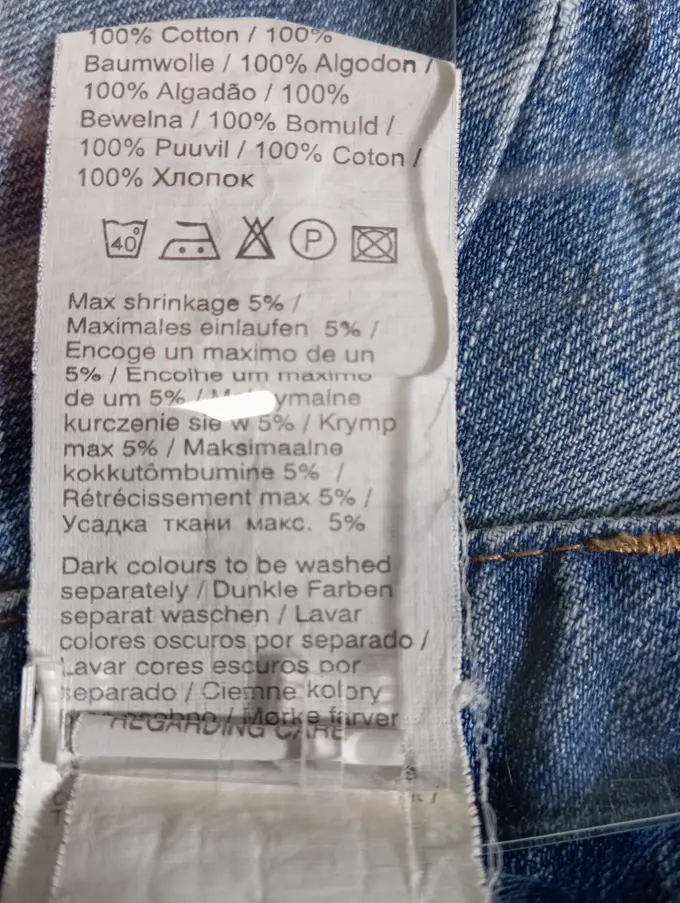 100% Cotton / 100%
Baumwolle / 100% Algodon /
100% Algadão / 100%
Bewelna / 100% Bomuld /
100% Puuvil / 100% Coton /
100% Хлопок
40°
P
Max shrinkage 5% /
Maximales einlaufen 5% /
Encoge un maximo de un
5% / Encolhe um maximo
de um 5% /
kurczenie sie w 5% / Krymp
max 5% / Maksimaalne
kokkutõmbumine 5% /
Rétrécissement max 5% /
Усадка ткани макс. 5%
Dark colours to be washed
separately / Dunkle Farben
separat waschen / Lavar
colores oscuros por separado /
Lavar cores escuros por
separado / Ciemne kolory
/ Mørke farver
REGARDING CARE